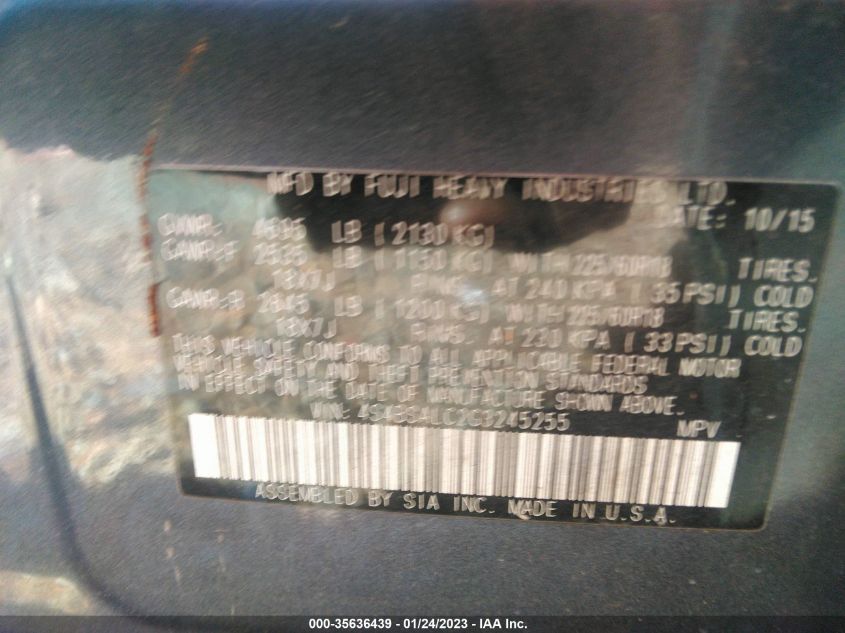 MFD BY FUJI HEAVY INDUSTRIES LTD.
DATE: 10/15
GVWR: LB ( 2130 KG)
GAWR:F 2535 LB ( 1150 KG) WITH 225/60R18 TIRES.
18X7J RIMS. AT 240 KPA ( 35 PSI) COLD
GAWR:R 2645 LB ( 1200 KG) WITH 225/60R18 TIRES.
18X7J RIMS. AT 230 KPA ( 33 PSI) COLD
THIS VEHICLE CONFORMS TO ALL APPLICABLE FEDERAL MOTOR
VEHICLE SAFETY AND THEFT PREVENTION STANDARDS
IN EFFECT ON THE DATE OF MANUFACTURE SHOWN ABOVE.
VIN: MPV
ASSEMBLED BY SIA INC. MADE IN U.S.A.
000-35636439 - 01/24/2023 - IAA Inc.